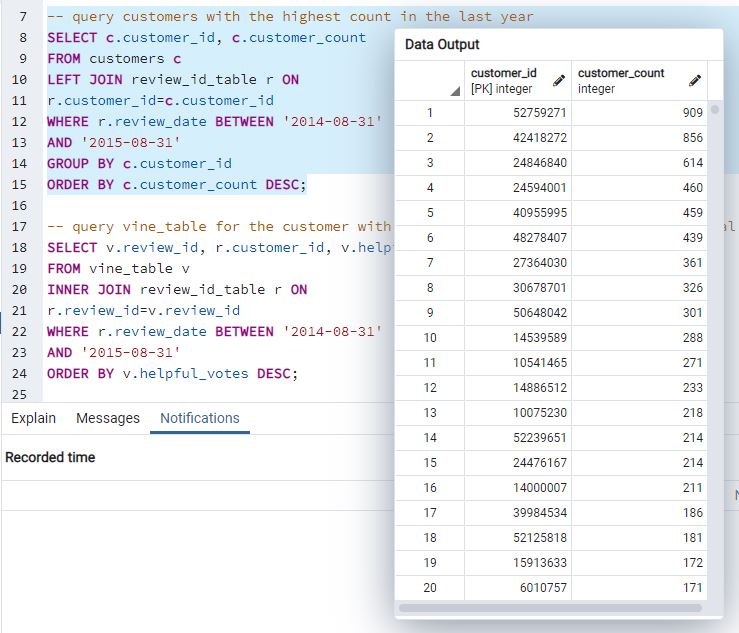 7 -- query customers with the highest count in the last year
8 SELECT c.customer_id, c.customer_count
9 FROM customers c
10 LEFT JOIN review_id_table r ON
11 r.customer_id=c.customer_id
12 WHERE r.review_date BETWEEN '2014-08-31'
13 AND '2015-08-31'
14 GROUP BY c.customer_id
15 ORDER BY c.customer_count DESC;
16
17 -- query vine_table for the customer with
18 SELECT v.review_id, r.customer_id, v.help
19 FROM vine_table v
20 INNER JOIN review_id_table r ON
21 r.review_id=v.review_id
22 WHERE r.review_date BETWEEN '2014-08-31'
23 AND '2015-08-31'
24 ORDER BY v.helpful_votes DESC;
25
Explain Messages Notifications
Recorded time
Data Output
customer_id customer_count
[PK] integer integer
1 52759271 909
2 42418272 856
3 24846840 614
4 24594001 460
5 40955995 459
6 48278407 439
7 27364030 361
8 30678701 326
9 50648042 301
10 14539589 288
11 10541465 271
12 14886512 233
13 10075230 218
14 52239651 214
15 24476167 214
16 14000007 211
17 39984534 186
18 52125818 181
19 15913633 172
20 6010757 171